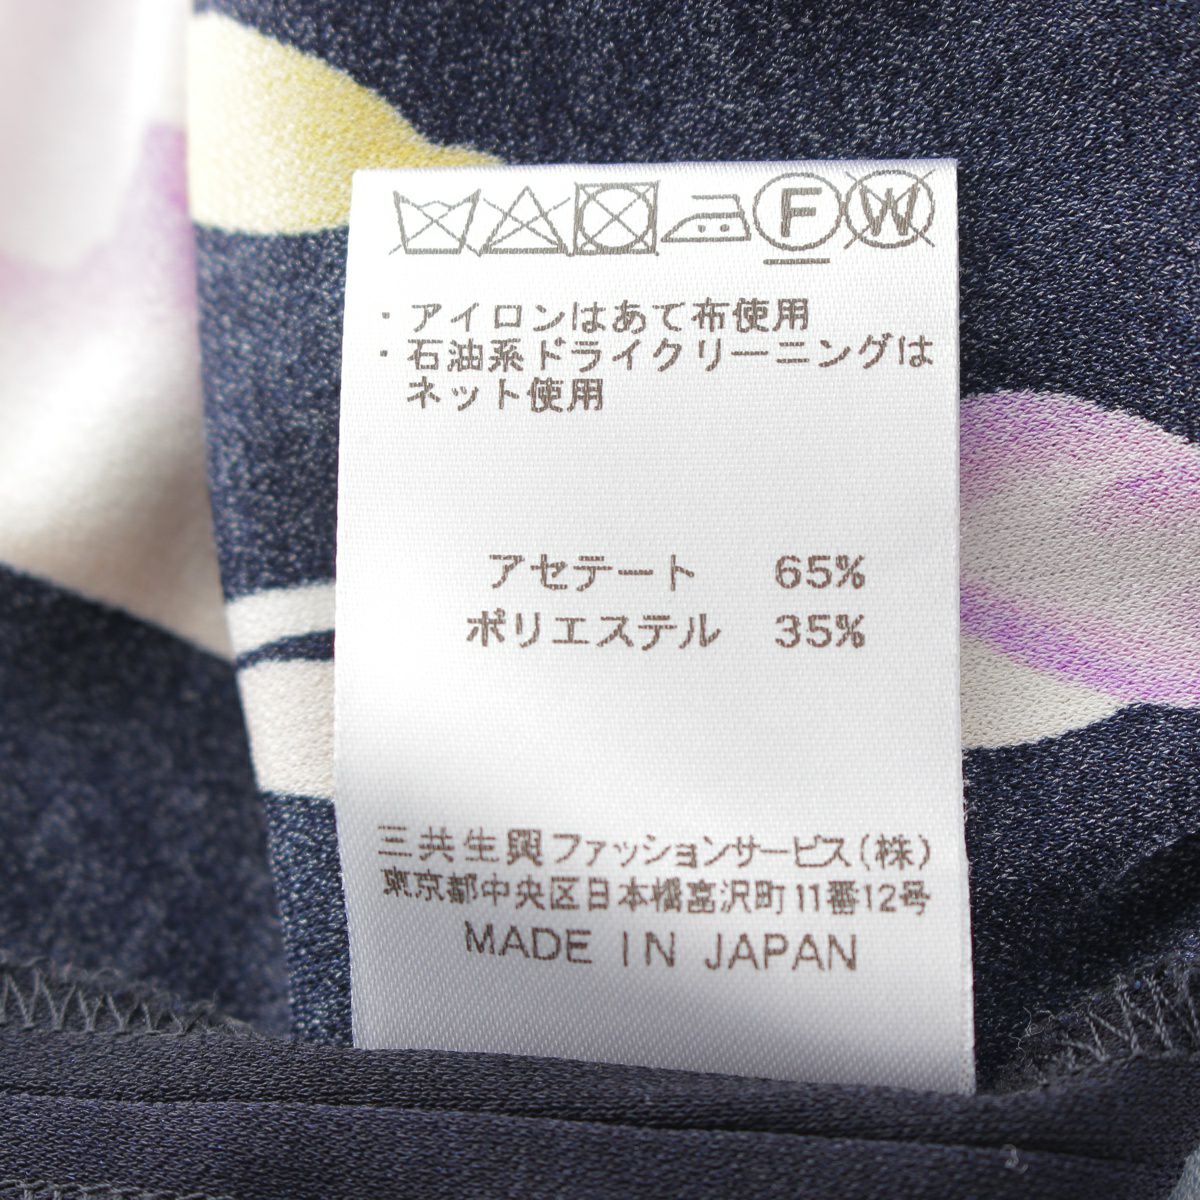 F W
・アイロンはあて布使用
・石油系ドライクリーニングは
ネット使用
アセテート 65%
ポリエステル 35%
三共生興ファッションサービス(株)
東京都中央区日本橋富沢町11番12号
MADE IN JAPAN